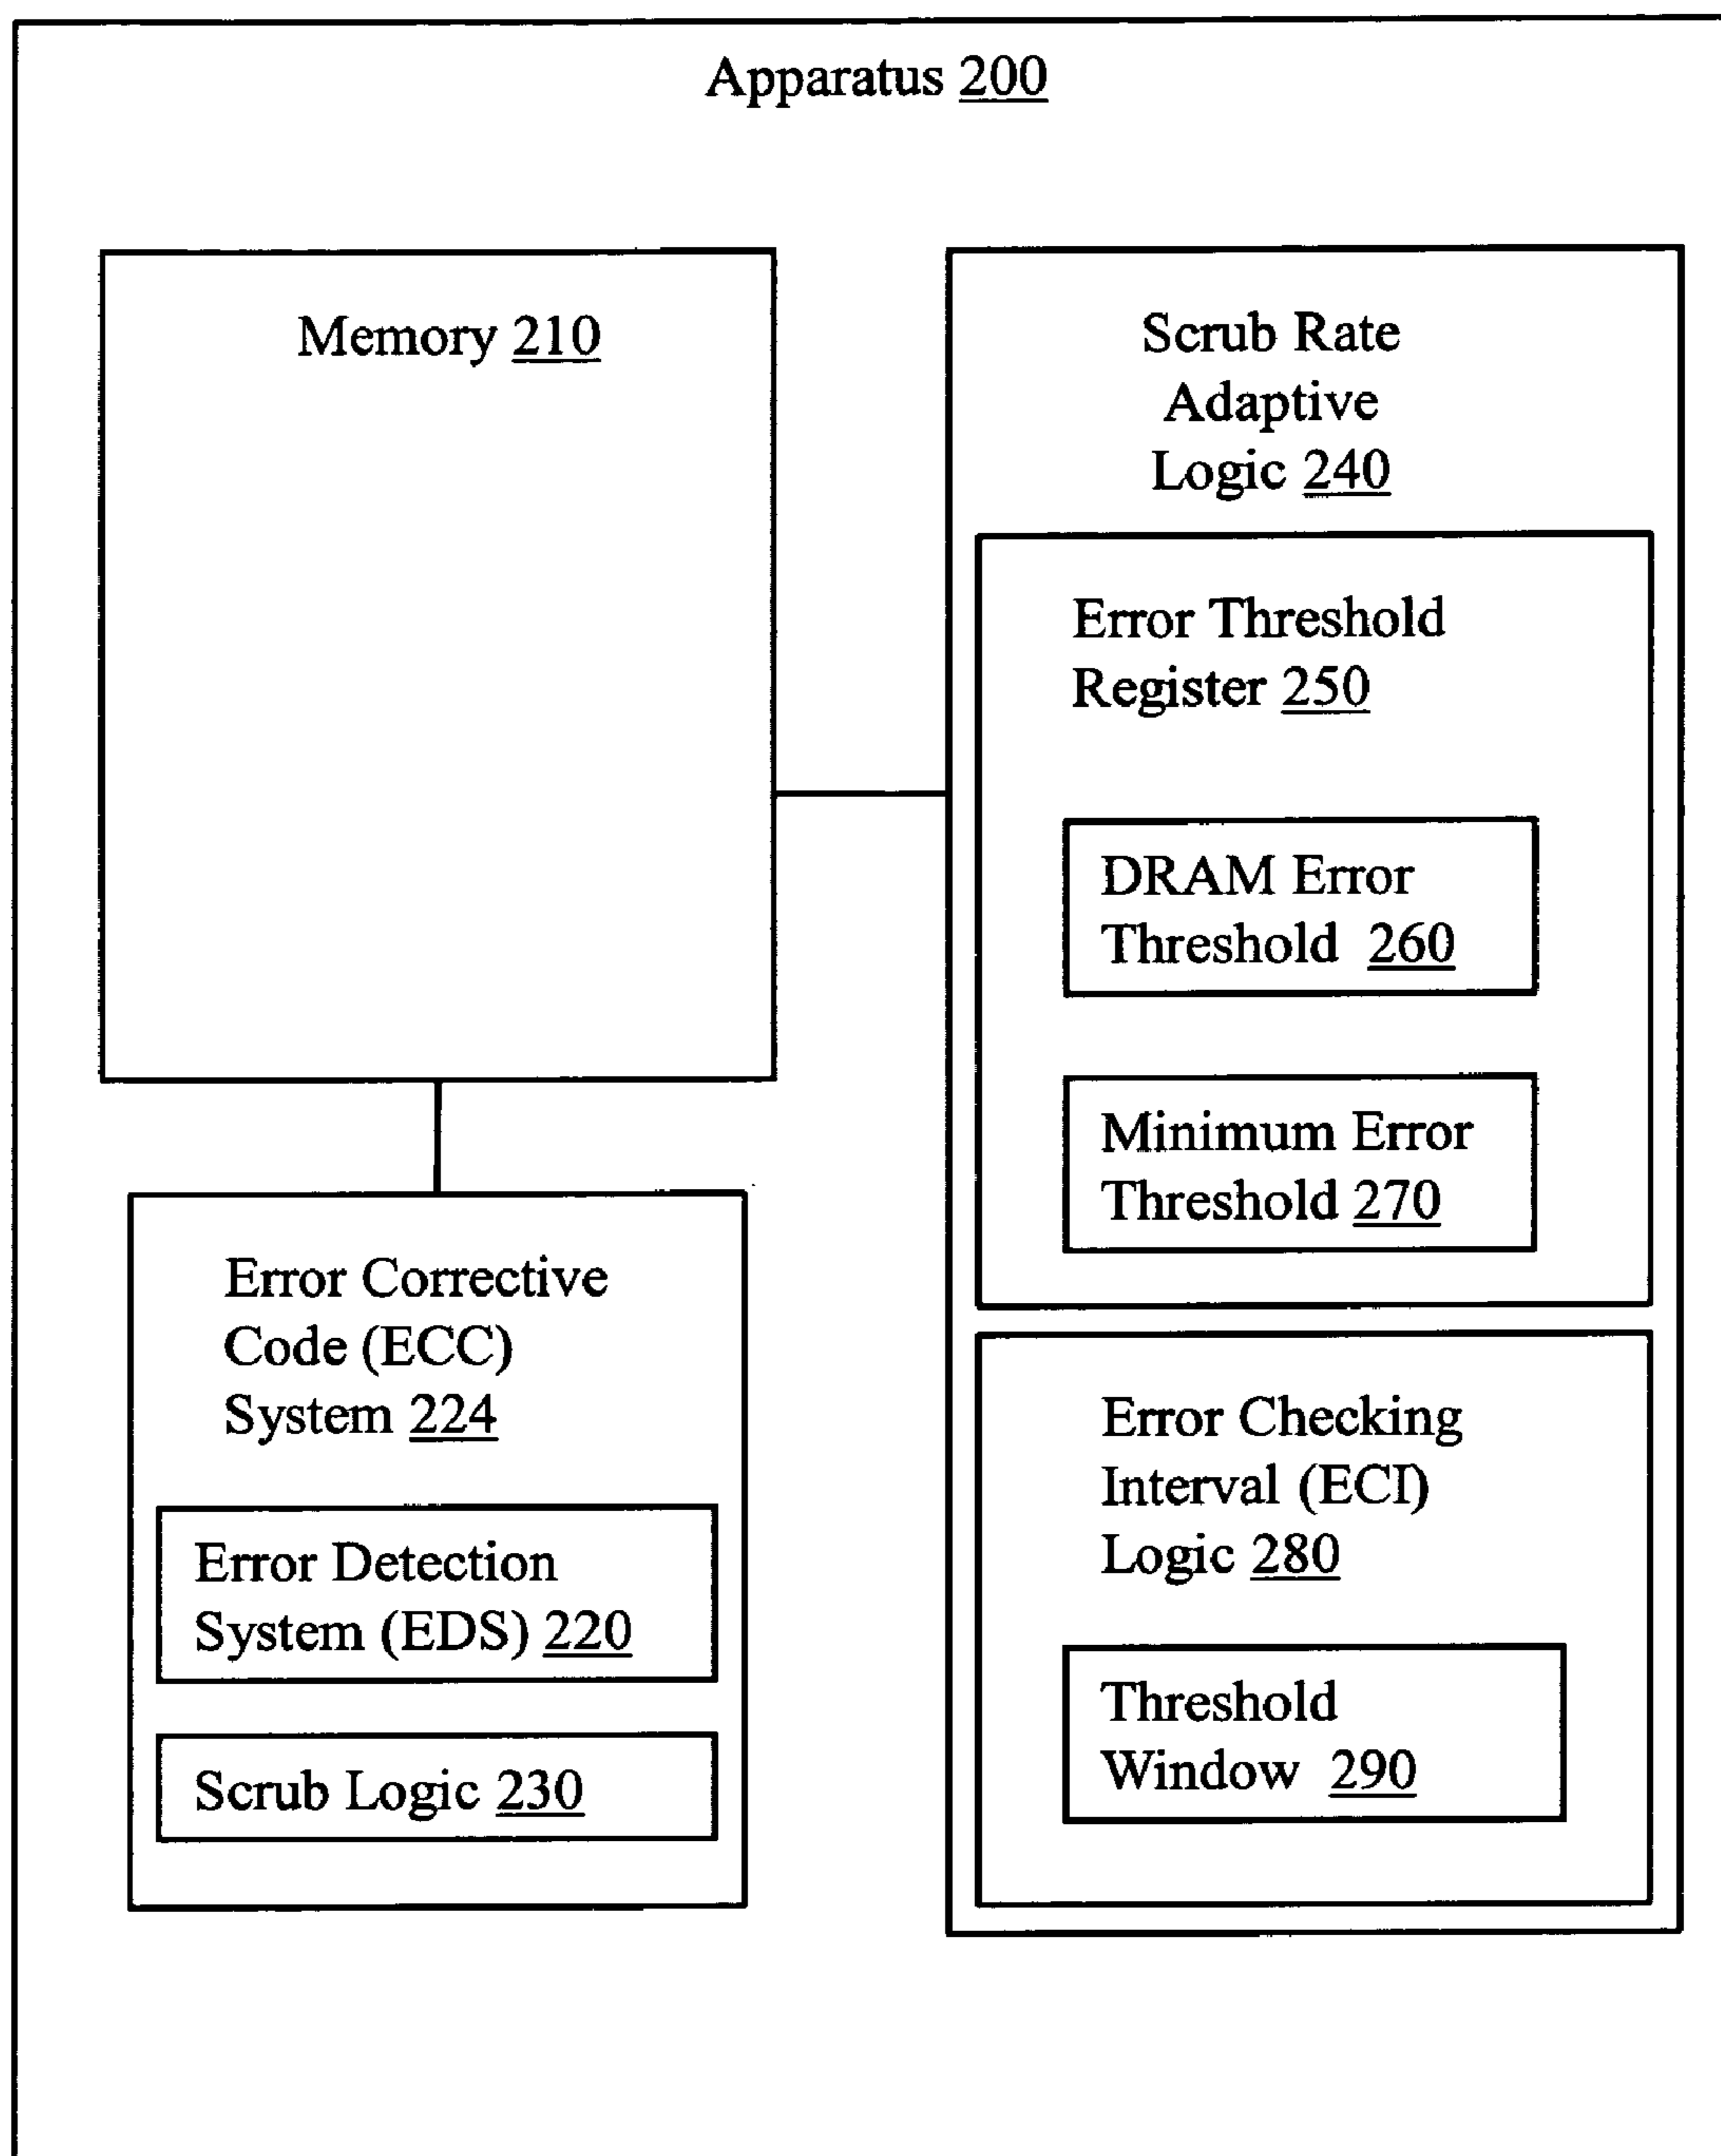 Apparatus 200
Memory 210
Scrub Rate
Adaptive
Logic 240
Error Threshold
Register 250
DRAM Error
Threshold 260
Minimum Error
Threshold 270
Error Corrective
Code (ECC)
System 224
Error Detection
System (EDS) 220
Scrub Logic 230
Error Checking
Interval (ECI)
Logic 280
Threshold
Window 290